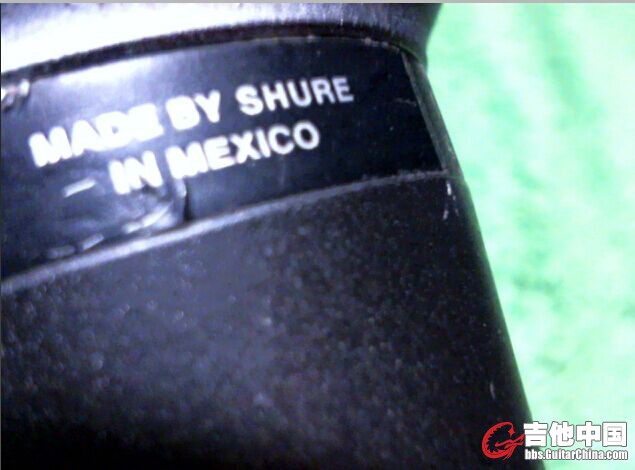 MADE BY SHURE
IN MEXICO
吉他中国
bbs.GuitarChina.com